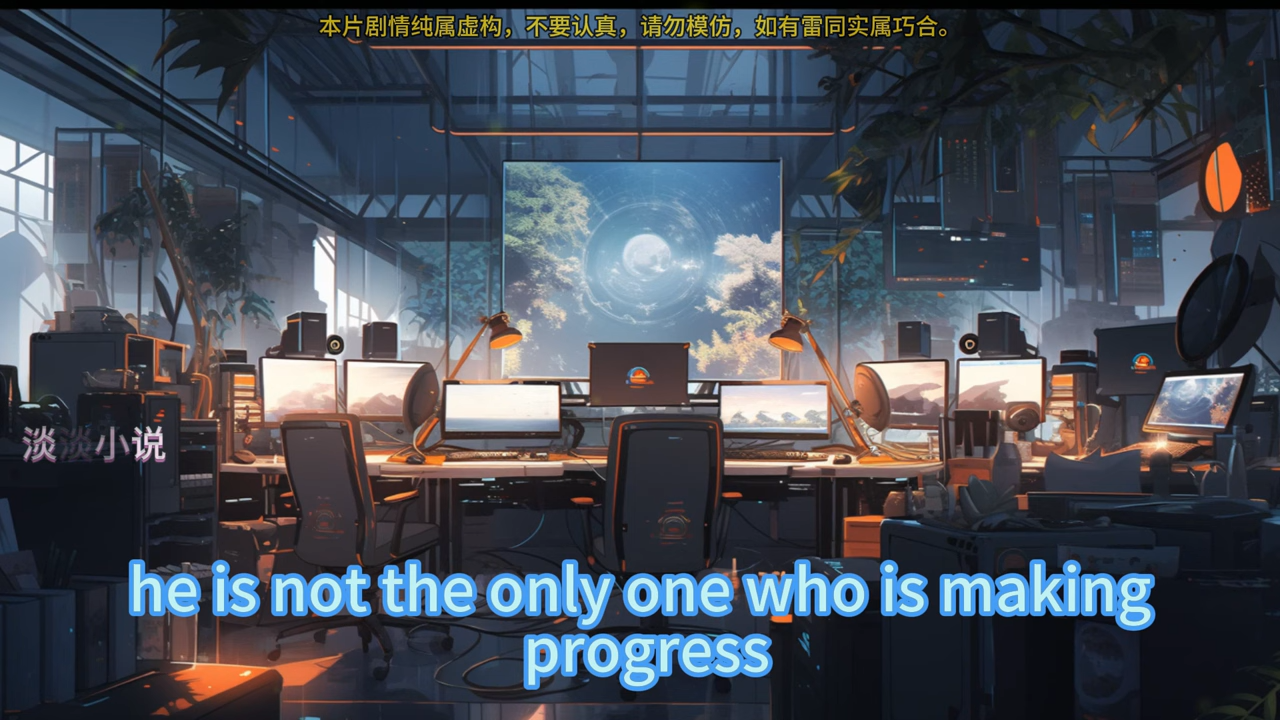 本片剧情纯属虚构，不要认真，请勿模仿，如有雷同实属巧合。
淡淡小说
he is not the only one who is making
progress